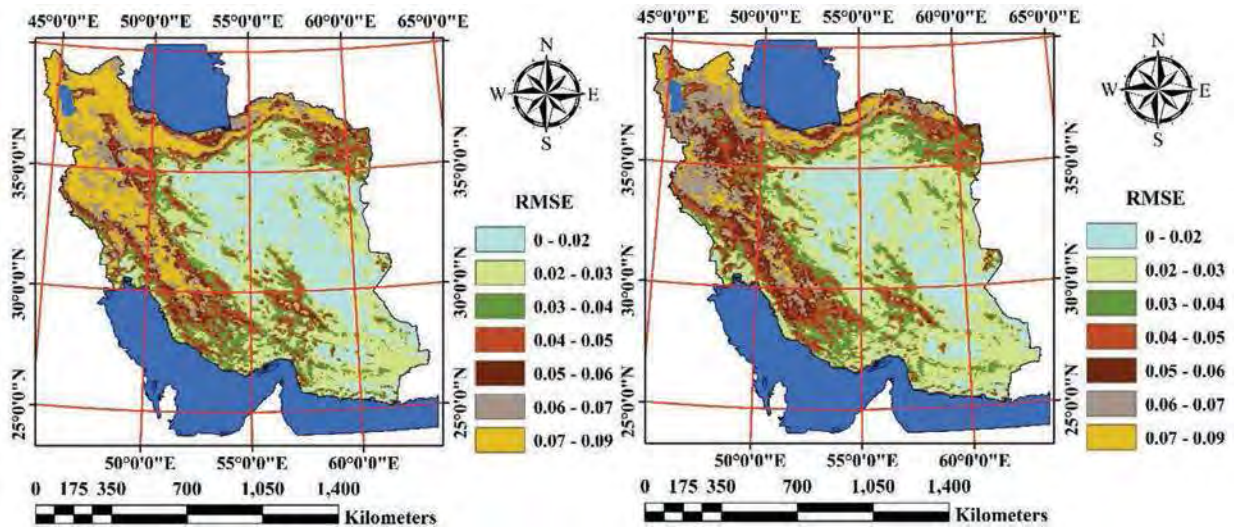 45°0'0"E 50°0'0"E 55°0'0"E 60°0'0"E 65°0'0"E
35°0'0"N
30°0'0"N
25°0'0"N
35°0'0"N
30°0'0"N
25°0'0"N
50°0'0"E 55°0'0"E 60°0'0"E
N
W E
S
RMSE
0 - 0.02
0.02 - 0.03
0.03 - 0.04
0.04 - 0.05
0.05 - 0.06
0.06 - 0.07
0.07 - 0.09
0 175 350 700 1,050 1,400
Kilometers
45°0'0"E 50°0'0"E 55°0'0"E 60°0'0"E 65°0'0"E
35°0'0"N
30°0'0"N
25°0'0"N
35°0'0"N
30°0'0"N
25°0'0"N
50°0'0"E 55°0'0"E 60°0'0"E
N
W E
S
RMSE
0 - 0.02
0.02 - 0.03
0.03 - 0.04
0.04 - 0.05
0.05 - 0.06
0.06 - 0.07
0.07 - 0.09
0 175 350 700 1,050 1,400
Kilometers